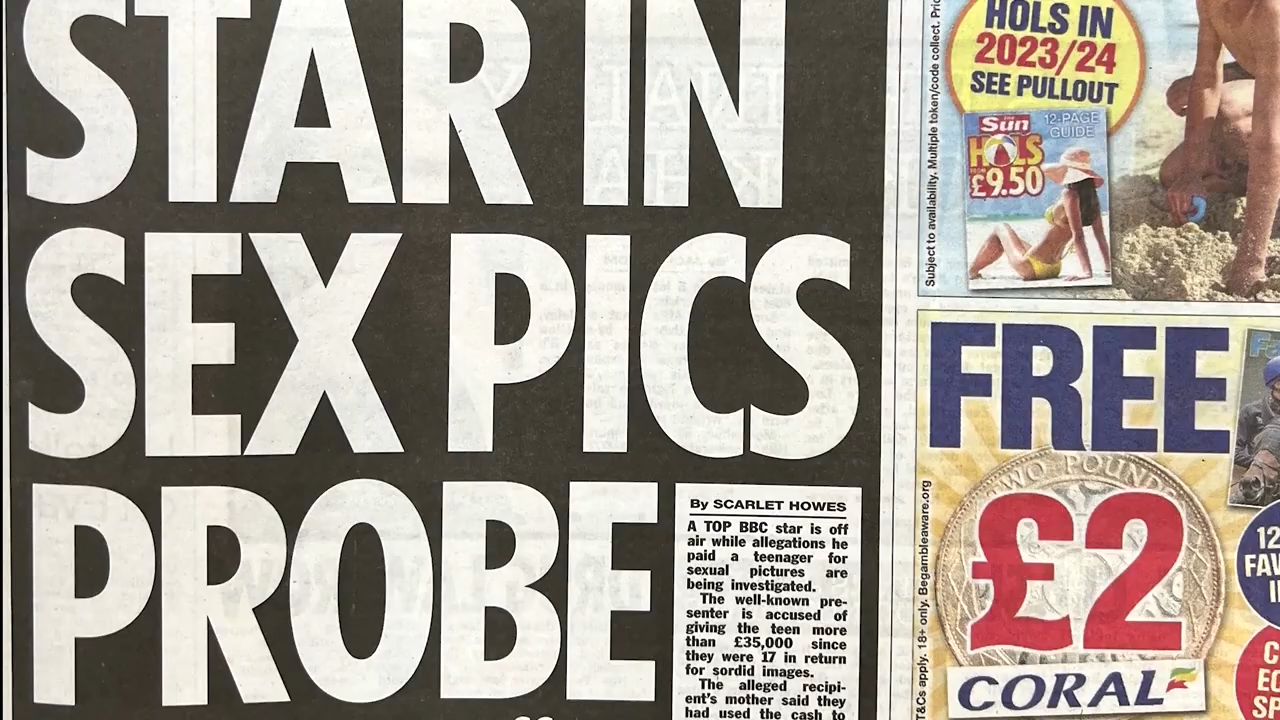 STAR IN
SEX PICS
PROBE
By SCARLET HOWES
A TOP BBC star is off
air while allegations he
paid a teenager for
sexual pictures are
being investigated.
The well-known pre-
senter is accused of
giving the teen more
than £35,000 since
they were 17 in return
for sordid images.
The alleged recipi-
ent's mother said they
had used the cash to
HOLS IN
2023/24
SEE PULLOUT
The Sun
12-PAGE
GUIDE
HOLS
FROM
£9.50
Subject to availability. Multiple token/code collect.
FREE
TWO POUNDS
£2
CORAL
T&Cs apply. 18+ only. Begambleaware.org
12
FAV